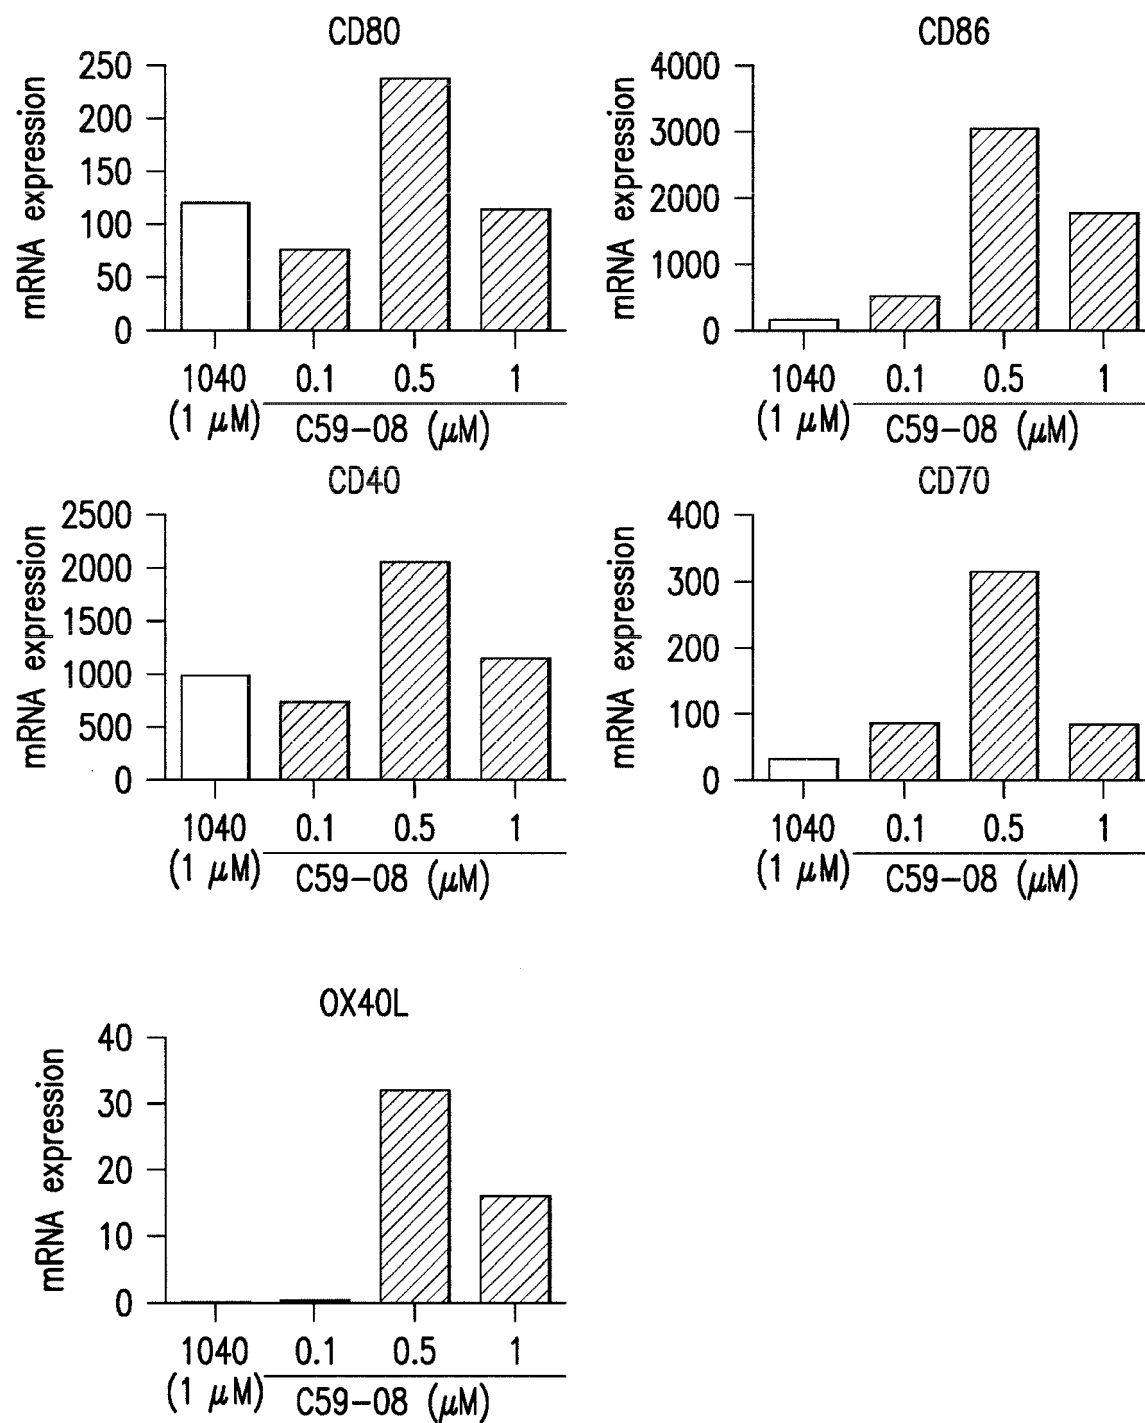 CD80
mRNA expression
250
200
150
100
50
0
1040 0.1 0.5 1
(1 μM) C59-08 (μM)
CD86
mRNA expression
4000
3000
2000
1000
0
1040 0.1 0.5 1
(1 μM) C59-08 (μM)
CD40
mRNA expression
2500
2000
1500
1000
500
0
1040 0.1 0.5 1
(1 μM) C59-08 (μM)
CD70
mRNA expression
400
300
200
100
0
1040 0.1 0.5 1
(1 μM) C59-08 (μM)
OX40L
mRNA expression
40
30
20
10
0
1040 0.1 0.5 1
(1 μM) C59-08 (μM)